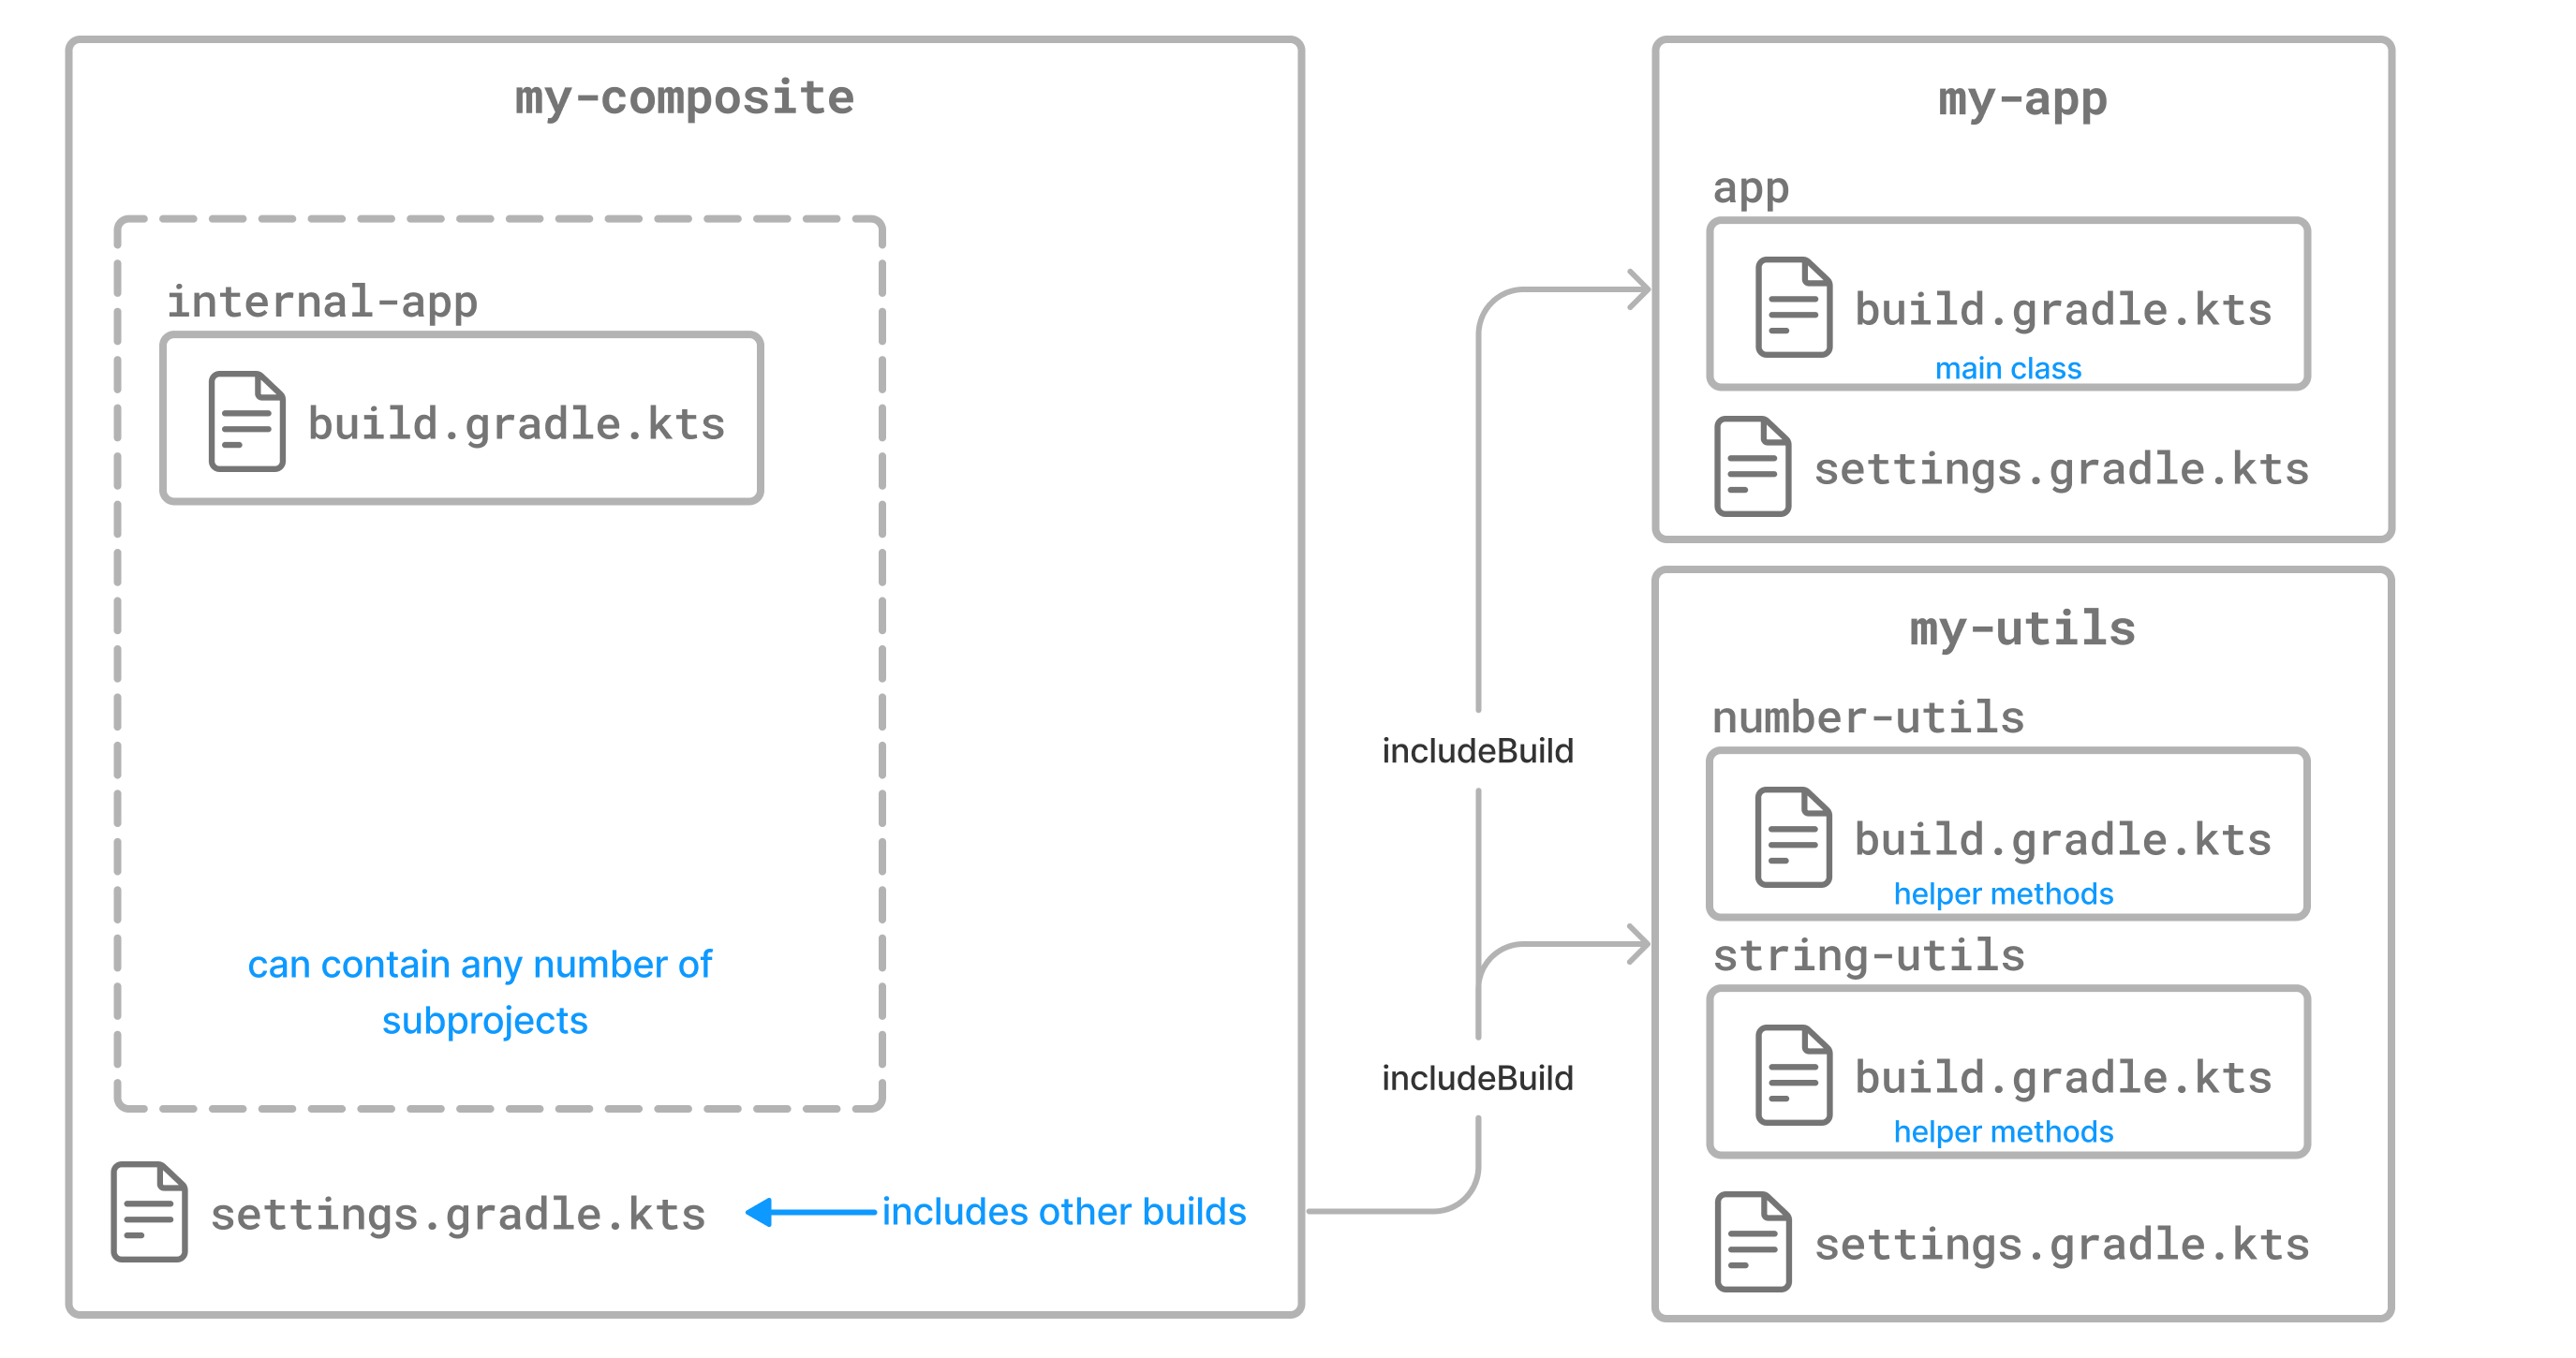 my-composite
internal-app
build.gradle.kts
can contain any number of
subprojects
settings.gradle.kts
includes other builds
includeBuild
includeBuild
my-app
app
build.gradle.kts
main class
settings.gradle.kts
my-utils
number-utils
build.gradle.kts
helper methods
string-utils
build.gradle.kts
helper methods
settings.gradle.kts